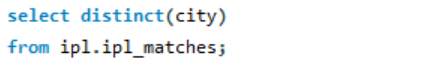 select distinct(city)
from ipl.ipl_matches;